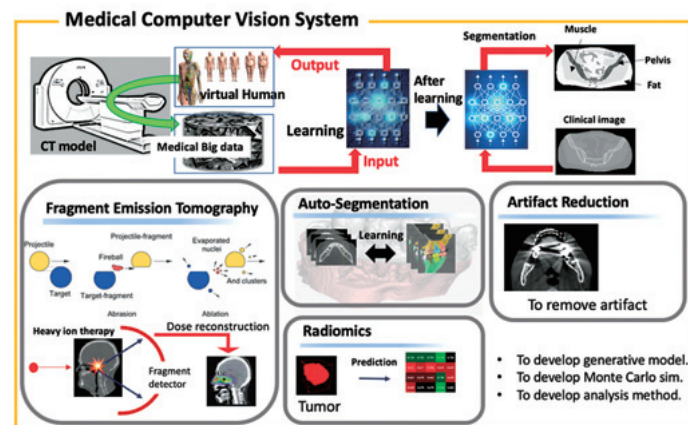 Medical Computer Vision System
Muscle
Segmentation
Pelvis
Output
After
learning
Fat
virtual Human
Learning
Clinical image
CT model
Medical Big data
Input
Fragment Emission Tomography
Projectile
Projectile-fragment
Evaporated
nuclei
Fireball
Target
Target-fragment
And clusters
Abrasion
Ablation
Heavy ion therapy
Dose reconstruction
Fragment
detector
Auto-Segmentation
Learning
Artifact Reduction
To remove artifact
Radiomics
Prediction
Tumor
• To develop generative model.
• To develop Monte Carlo sim.
• To develop analysis method.